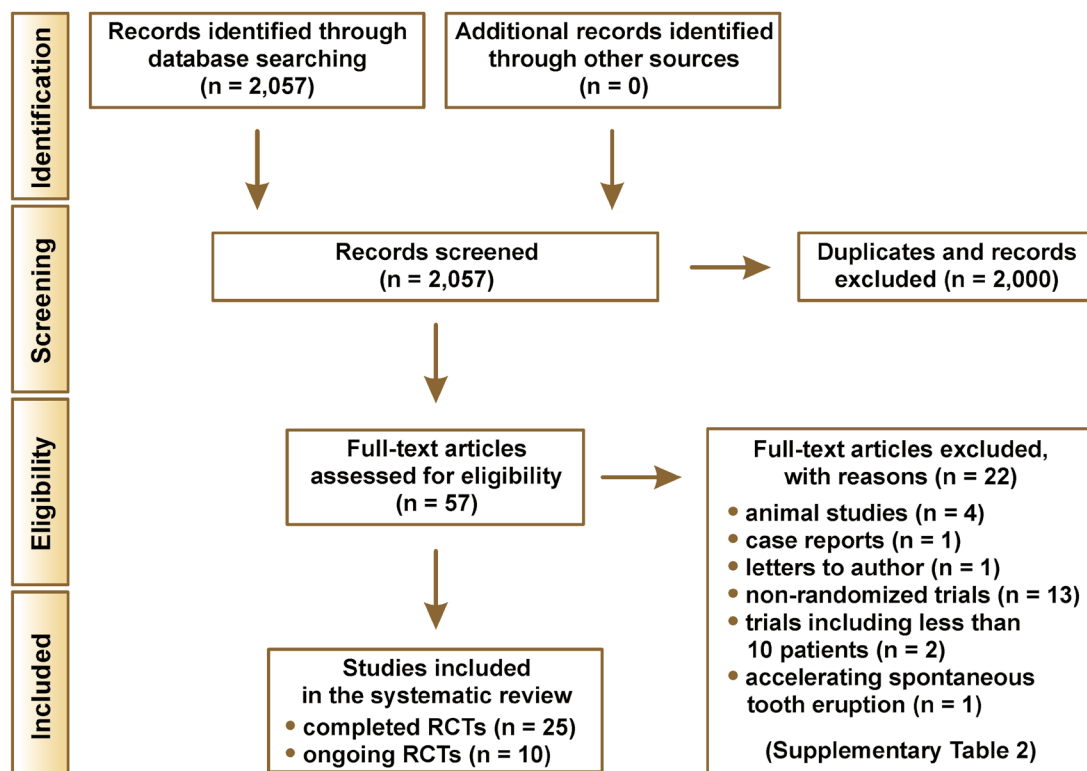 Identification
Records identified through
database searching
(n = 2,057)
Additional records identified
through other sources
(n = 0)
Screening
Records screened
(n = 2,057)
Duplicates and records
excluded (n = 2,000)
Eligibility
Full-text articles
assessed for eligibility
(n = 57)
Full-text articles excluded,
with reasons (n = 22)
• animal studies (n = 4)
• case reports (n = 1)
• letters to author (n = 1)
• non-randomized trials (n = 13)
• trials including less than
10 patients (n = 2)
• accelerating spontaneous
tooth eruption (n = 1)
(Supplementary Table 2)
Included
Studies included
in the systematic review
• completed RCTs (n = 25)
• ongoing RCTs (n = 10)